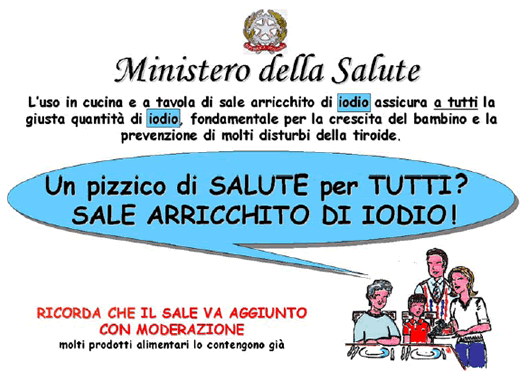 Ministero della Salute
L'uso in cucina e a tavola di sale arricchito di iodio assicura a tutti la
giusta quantità di iodio, fondamentale per la crescita del bambino e la
prevenzione di molti disturbi della tiroide.
Un pizzico di SALUTE per TUTTI?
SALE ARRICCHITO DI IODIO!
RICORDA CHE IL SALE VA AGGIUNTO
CON MODERAZIONE
molti prodotti alimentari lo contengono già